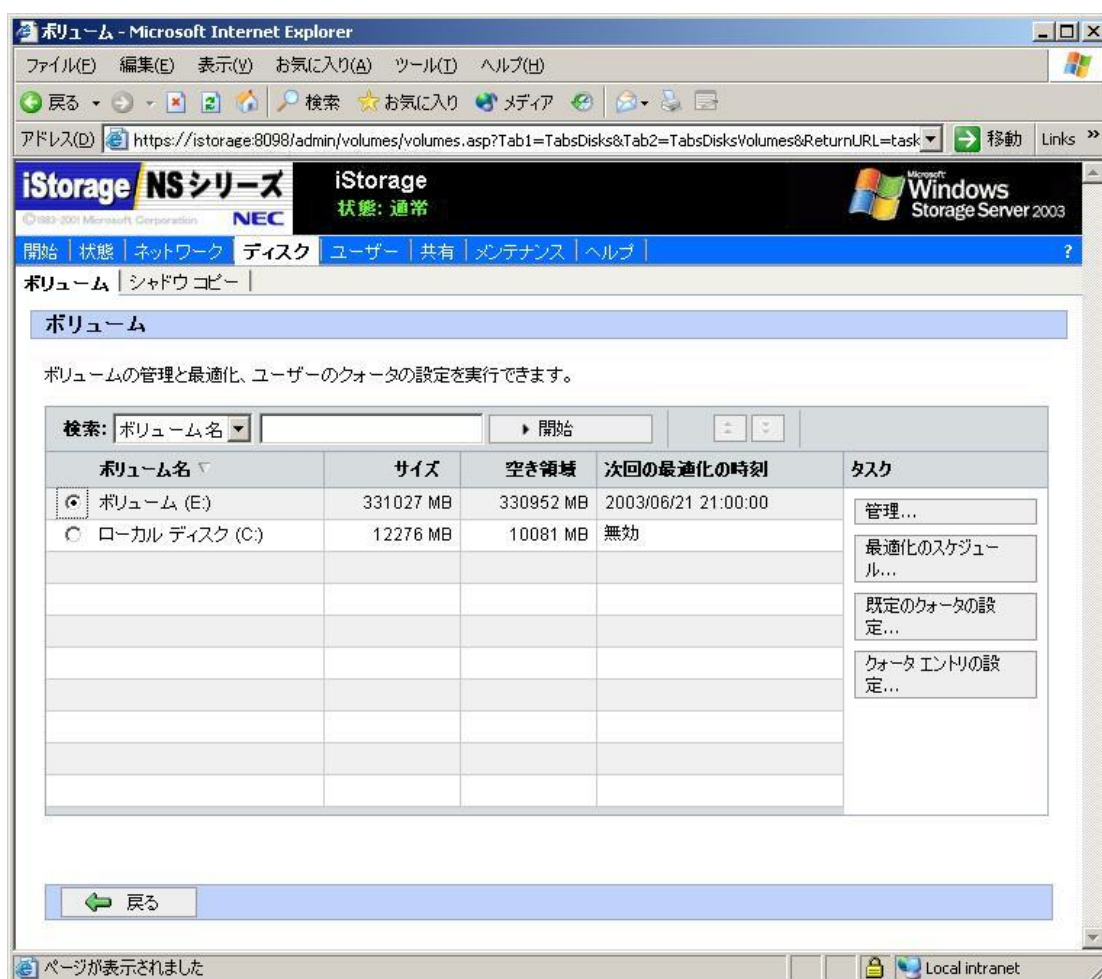 ボリューム - Microsoft Internet Explorer
ファイル(F) 編集(E) 表示(V) お気に入り(A) ツール(T) ヘルプ(H)
戻る 検索 お気に入り メディア
アドレス(D) https://istorage:8098/admin/volumes/volumes.asp?Tab1=TabsDisks&Tab2=TabsDisksVolumes&ReturnURL=task 移動 Links »
iStorage NSシリーズ
©1983-2001 Microsoft Corporation NEC
iStorage
状態: 通常
Microsoft
Windows
Storage Server 2003
開始 状態 ネットワーク ディスク ユーザー 共有 メンテナンス ヘルプ ?
ボリューム シャドウ コピー
ボリューム
ボリュームの管理と最適化、ユーザーのクォータの設定を実行できます。
検索: ボリューム名 開始
ボリューム名 サイズ 空き領域 次回の最適化の時刻 タスク
ボリューム (E:) 331027 MB 330952 MB 2003/06/21 21:00:00
ローカル ディスク (C:) 12276 MB 10081 MB 無効
管理...
最適化のスケジュー
ル...
既定のクォータの設
定...
クォータ エントリの設
定...
戻る
ページが表示されました Local intranet